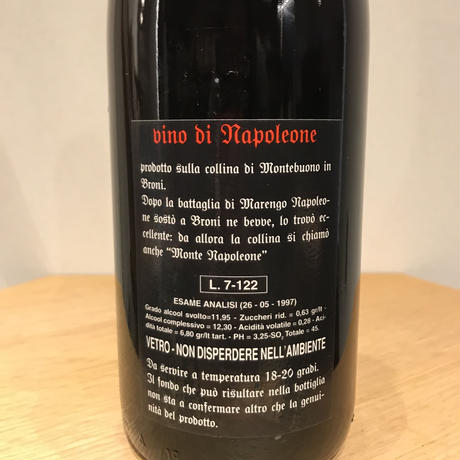 vino di Napoleone
prodotto sulla collina di Montebuono in
Broni.
Dopo la battaglia di Marengo Napoleo-
ne sostò a Broni ne bevve, lo trovò ec-
cellente: da allora la collina si chiamò
anche "Monte Napoleone"
L. 7-122
ESAME ANALISI (26 - 05 - 1997)
Grado alcool svolto=11,95 - Zuccheri rid. = 0,63 gr/lt -
Alcool complessivo = 12,30 - Acidità volatile = 0,28 - Aci-
dità totale = 6,80 gr/lt tart. - PH = 3,25-SO₂ Totale = 45.
VETRO - NON DISPERDERE NELL'AMBIENTE
Da servire a temperatura 18-20 gradi.
Il fondo che può risultare nella bottiglia
non sta a confermare altro che la genui-
nità del prodotto.